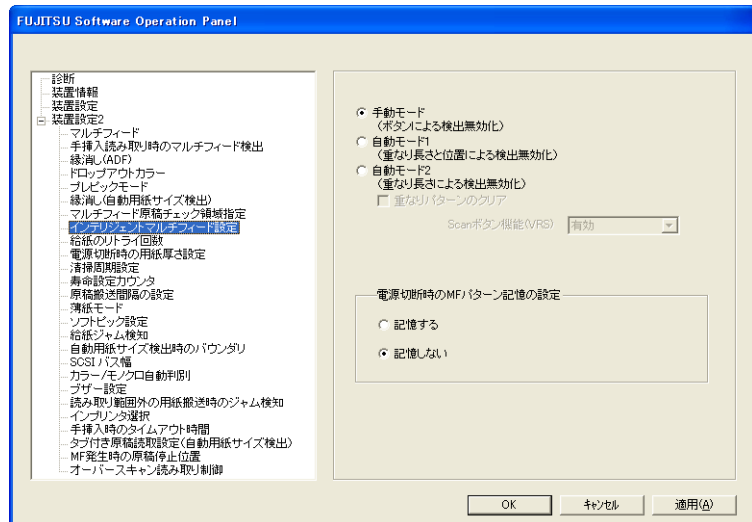 FUJITSU Software Operation Panel
診断
装置情報
装置設定
装置設定2
マルチフィード
手挿入読み取り時のマルチフィード検出
縁消し(ADF)
ドロップアウトカラー
プレピックモード
縁消し(自動用紙サイズ検出)
マルチフィード原稿チェック領域指定
インテリジェントマルチフィード設定
給紙のリトライ回数
電源切断時の用紙厚さ設定
清掃周期設定
寿命設定カウンタ
原稿搬送間隔の設定
薄紙モード
ソフトピック設定
給紙ジャム検知
自動用紙サイズ検出時のバウンダリ
SCSI バス幅
カラー/モノクロ自動判別
ブザー設定
読み取り範囲外の用紙搬送時のジャム検知
インプリンタ選択
手挿入時のタイムアウト時間
タブ付き原稿読取設定(自動用紙サイズ検出)
MF発生時の原稿停止位置
オーバースキャン読み取り制御
手動モード
(ボタンによる検出無効化)
自動モード1
(重なり長さと位置による検出無効化)
自動モード2
(重なり長さによる検出無効化)
重なりパターンのクリア
Scanボタン機能(VRS) 有効
電源切断時のMFパターン記憶の設定
記憶する
記憶しない
OK キャンセル 適用(A)